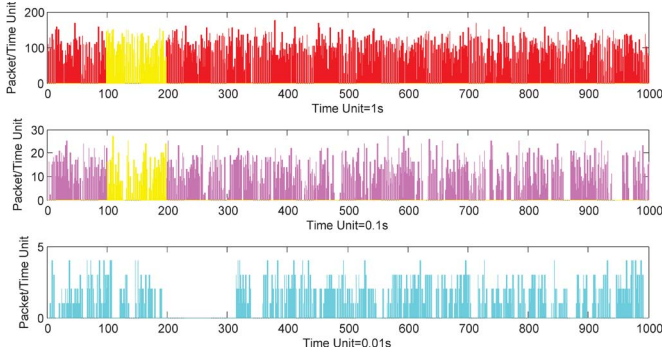 Packet/Time Unit
200
100
0
0 100 200 300 400 500 600 700 800 900 1000
Time Unit=1s
Packet/Time Unit
30
20
10
0
0 100 200 300 400 500 600 700 800 900 1000
Time Unit=0.1s
Packet/Time Unit
5
0
0 100 200 300 400 500 600 700 800 900 1000
Time Unit=0.01s